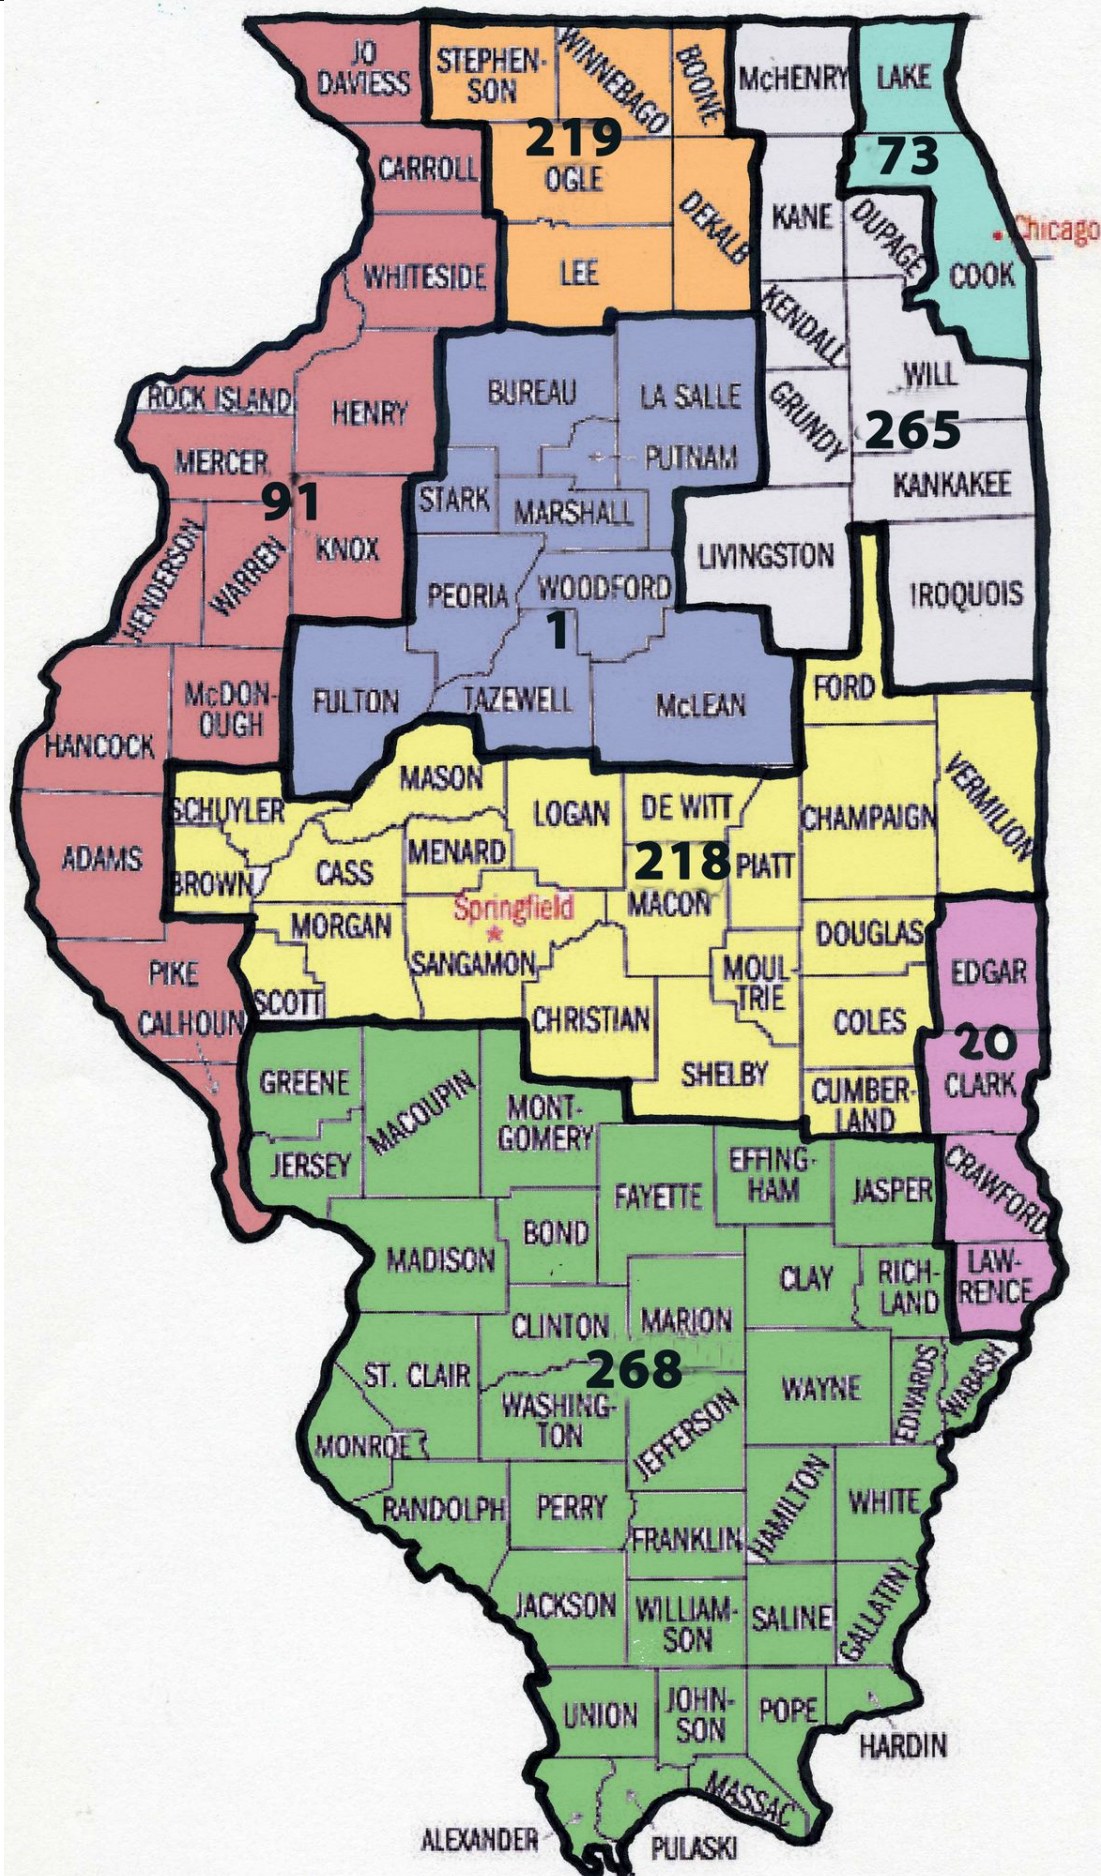 JO
DAVIESS
STEPHEN-
SON
WINNEBAGO
BOONE
McHENRY
LAKE
219
73
CARROLL
OGLE
DEKALB
KANE
DUPAGE
Chicago
WHITESIDE
LEE
COOK
KENDALL
ROCK ISLAND
HENRY
BUREAU
LA SALLE
GRUNDY
WILL
265
MERCER
PUTNAM
KANKAKEE
91
STARK
MARSHALL
HENDERSON
WARREN
KNOX
LIVINGSTON
PEORIA
WOODFORD
IROQUOIS
1
McDON-
OUGH
FULTON
TAZEWELL
McLEAN
FORD
HANCOCK
MASON
VERMILION
SCHUYLER
LOGAN
DE WITT
CHAMPAIGN
ADAMS
MENARD
218
PIATT
BROWN
CASS
Springfield
MACON
MORGAN
DOUGLAS
PIKE
SANGAMON
MOUL
TRIE
EDGAR
SCOTT
CALHOUN
CHRISTIAN
COLES
20
GREENE
MACOUPIN
SHELBY
CLARK
MONT-
GOMERY
CUMBER-
LAND
JERSEY
EFFING-
HAM
FAYETTE
JASPER
CRAWFORD
BOND
MADISON
CLAY
RICH-
LAND
LAW-
RENCE
CLINTON
MARION
268
ST. CLAIR
WAYNE
EDWARDS
WABASH
WASHING-
TON
JEFFERSON
MONROE
RANDOLPH
PERRY
HAMILTON
WHITE
FRANKLIN
JACKSON
WILLIAM-
SON
SALINE
GALLATIN
UNION
JOHN-
SON
POPE
HARDIN
MASSAC
ALEXANDER
PULASKI